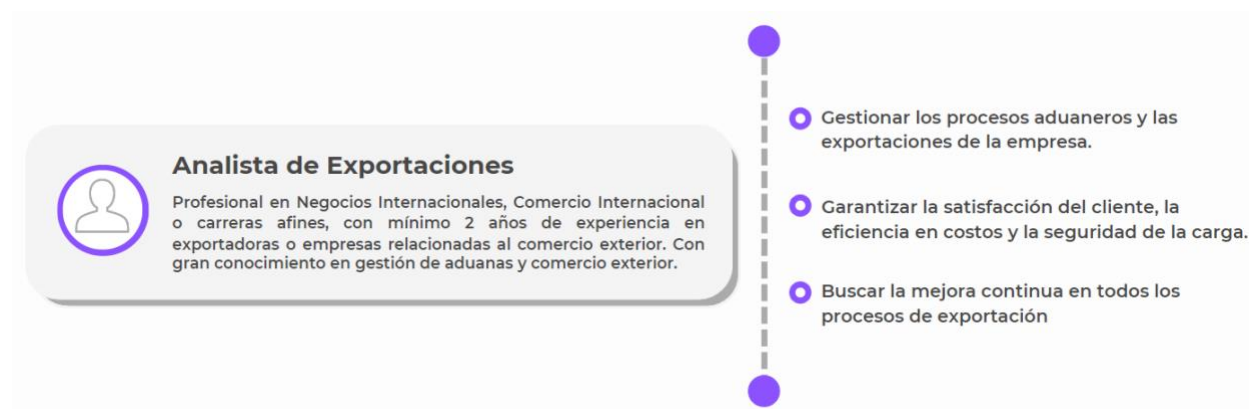 Analista de Exportaciones
Profesional en Negocios Internacionales, Comercio Internacional
o carreras afines, con mínimo 2 años de experiencia en
exportadoras o empresas relacionadas al comercio exterior. Con
gran conocimiento en gestión de aduanas y comercio exterior.
Gestionar los procesos aduaneros y las
exportaciones de la empresa.
Garantizar la satisfacción del cliente, la
eficiencia en costos y la seguridad de la carga.
Buscar la mejora continua en todos los
procesos de exportación